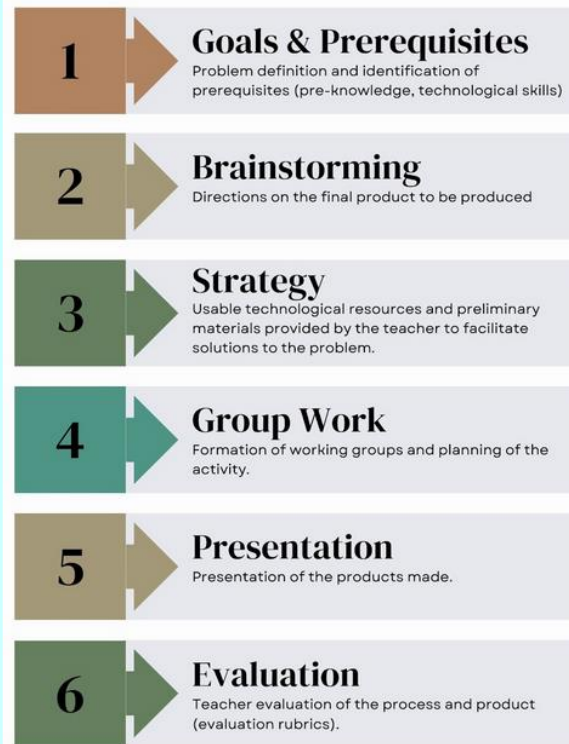 1
Goals & Prerequisites
Problem definition and identification of
prerequisites (pre-knowledge, technological skills)
2
Brainstorming
Directions on the final product to be produced
3
Strategy
Usable technological resources and preliminary
materials provided by the teacher to facilitate
solutions to the problem.
4
Group Work
Formation of working groups and planning of the
activity.
5
Presentation
Presentation of the products made.
6
Evaluation
Teacher evaluation of the process and product
(evaluation rubrics).